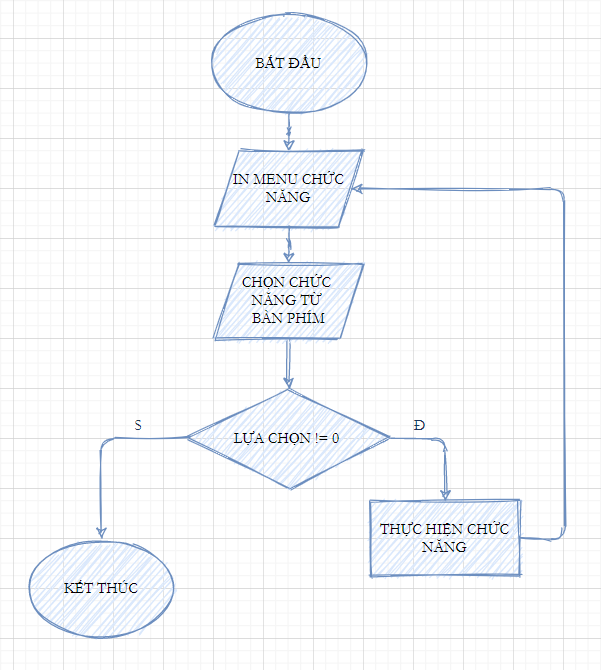 BẮT ĐẦU
IN MENU CHỨC
NĂNG
CHỌN CHỨC
NĂNG TỪ
BÀN PHÍM
S
LỰA CHỌN != 0
Đ
THỰC HIỆN CHỨC
NĂNG
KẾT THÚC